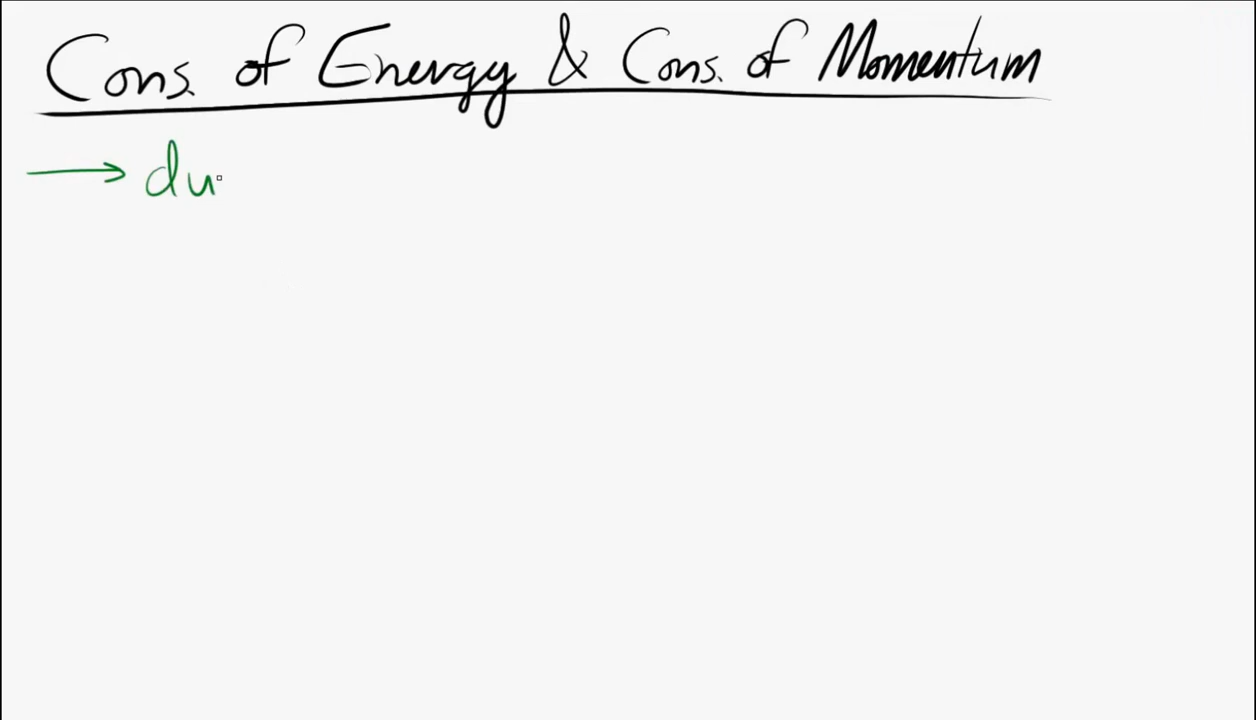 Cons. of Energy & Cons. of Momentum
→ du